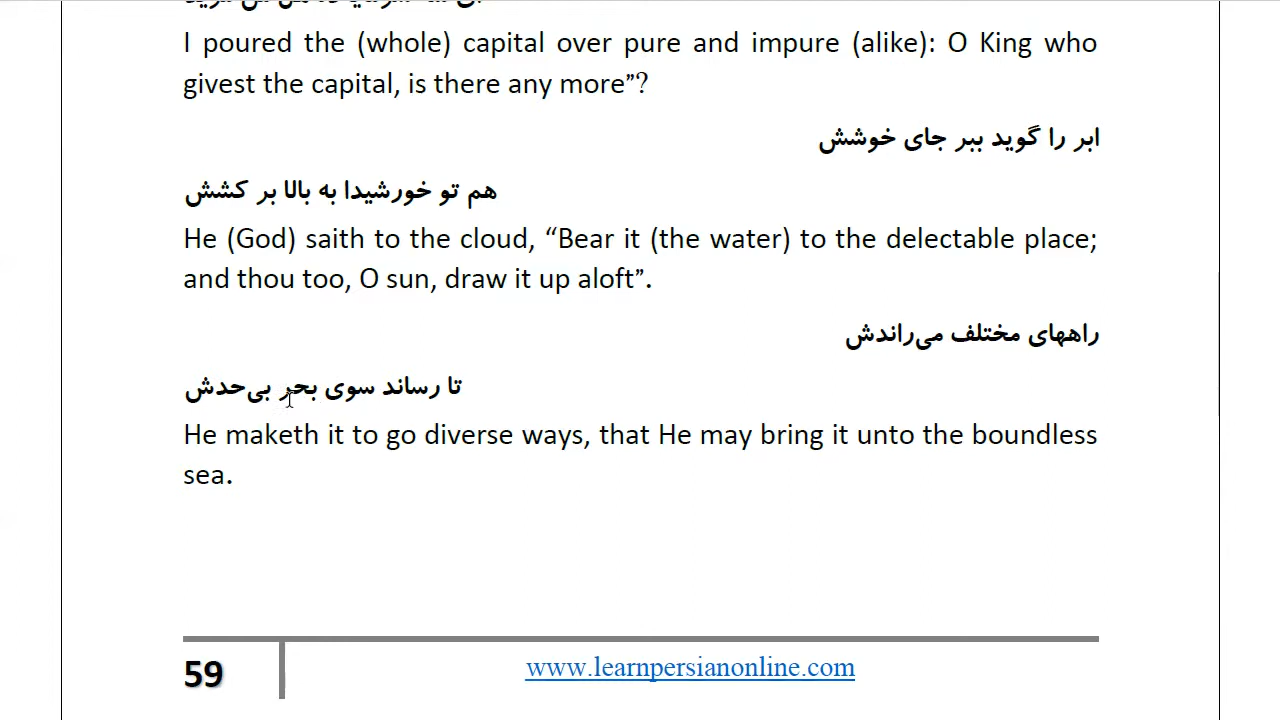 I poured the (whole) capital over pure and impure (alike): O King who
givest the capital, is there any more”?
ابر را گوید ببر جای خوشش
هم تو خورشیدا به بالا بر کشش
He (God) saith to the cloud, “Bear it (the water) to the delectable place;
and thou too, O sun, draw it up aloft”.
راههای مختلف می‌راندش
تا رساند سوی بحر بی‌حدش
He maketh it to go diverse ways, that He may bring it unto the boundless
sea.
59
www.learnpersianonline.com